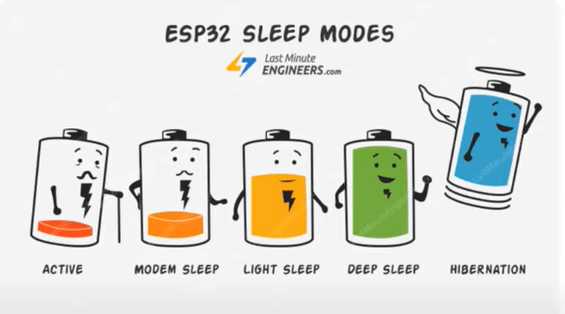 ESP32 SLEEP MODES
Last Minute
ENGINEERS.com
ACTIVE
MODEM SLEEP
LIGHT SLEEP
DEEP SLEEP
HIBERNATION